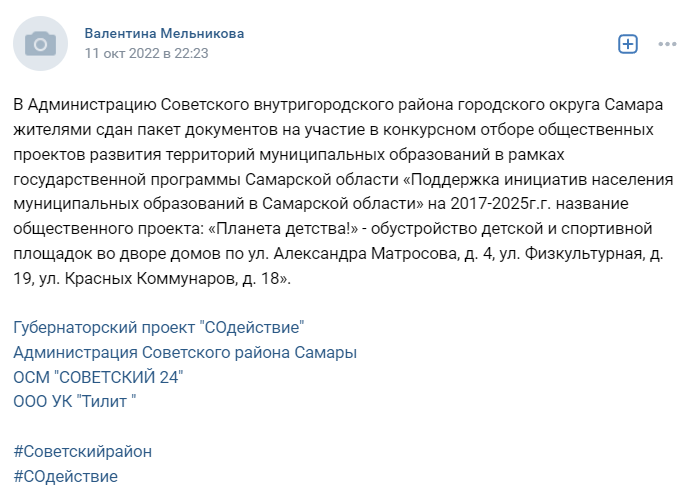 Валентина Мельникова
11 окт 2022 в 22:23
В Администрацию Советского внутригородского района городского округа Самара
жителями сдан пакет документов на участие в конкурсном отборе общественных
проектов развития территорий муниципальных образований в рамках
государственной программы Самарской области «Поддержка инициатив населения
муниципальных образований в Самарской области» на 2017-2025г.г. название
общественного проекта: «Планета детства!» - обустройство детской и спортивной
площадок во дворе домов по ул. Александра Матросова, д. 4, ул. Физкультурная, д.
19, ул. Красных Коммунаров, д. 18».
Губернаторский проект "СОдействие"
Администрация Советского района Самары
ОСМ "СОВЕТСКИЙ 24"
ООО УК "Тилит "
#Советскийрайон
#СОдействие